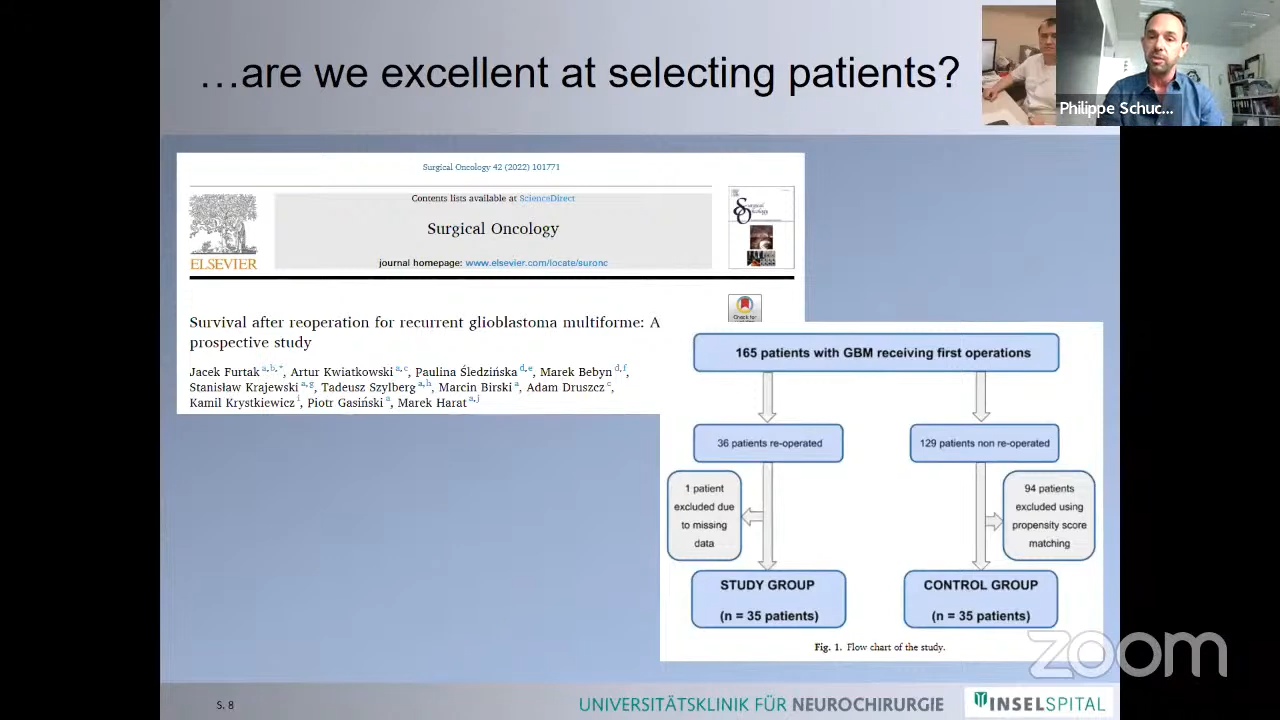 …are we excellent at selecting patients?
Philippe Schuc...
Surgical Oncology 42 (2022) 101771
Contents lists available at ScienceDirect
Surgical Oncology
journal homepage: www.elsevier.com/locate/suronc
ELSEVIER
Surgical
Oncology
Check for
Survival after reoperation for recurrent glioblastoma multiforme: A
prospective study
Jacek Furtak a,b,*, Artur Kwiatkowski a,c, Paulina Śledzińska d,e, Marek Bebyn d,f,
Stanisław Krajewski a,g, Tadeusz Szylberg a,h, Marcin Birski a, Adam Druszcz c,
Kamil Krystkiewicz i, Piotr Gasiński a, Marek Harat a,j
165 patients with GBM receiving first operations
36 patients re-operated
129 patients non re-operated
1 patient
excluded due
to missing
data
94 patients
excluded using
propensity score
matching
STUDY GROUP
(n = 35 patients)
CONTROL GROUP
(n = 35 patients)
Fig. 1. Flow chart of the study.
zoom
S. 8
UNIVERSITÄTSKLINIK FÜR NEUROCHIRURGIE
INSELSPITAL